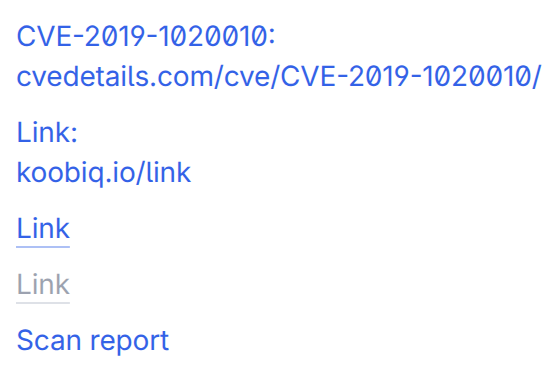 CVE-2019-1020010:
cvedetails.com/cve/CVE-2019-1020010/
Link:
koobiq.io/link
Link
Link
Scan report